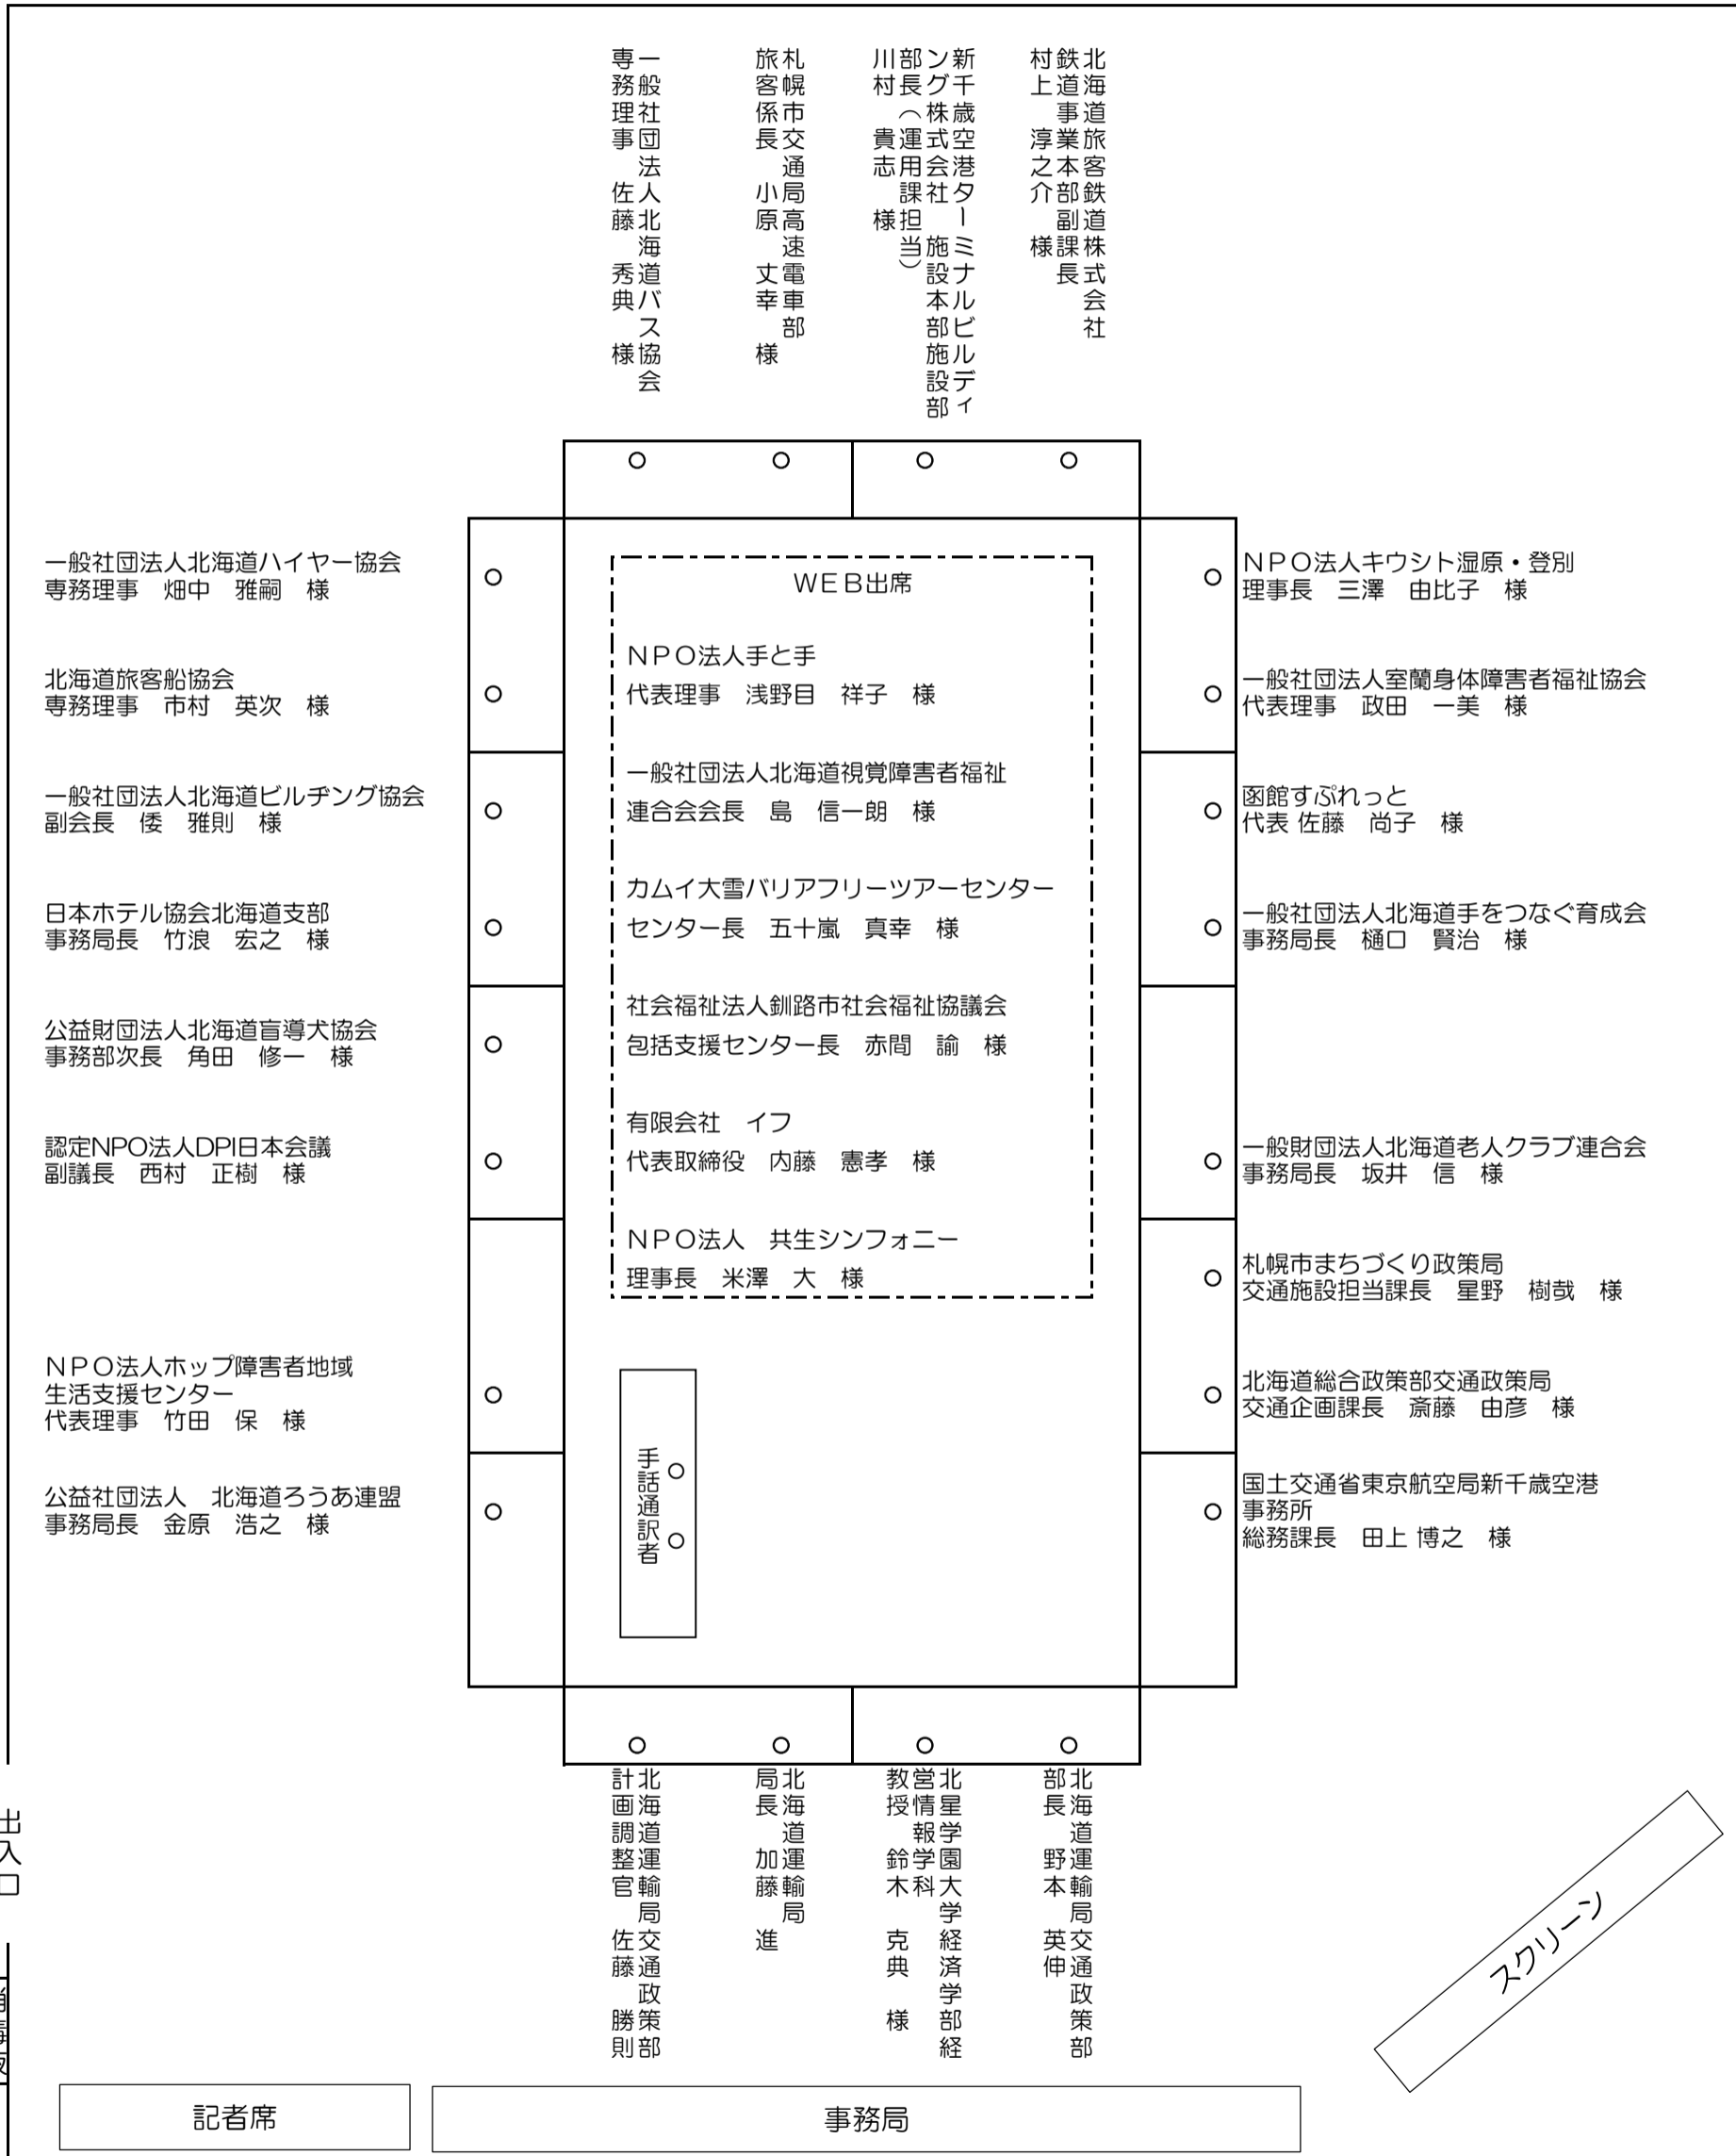 北海道旅客鉄道株式会社
鉄道事業本部副課長
村上　淳之介　様
新千歳空港ターミナルビルディ
ング株式会社　施設本部施設部
部長（運用課担当）
川村　貴志　様
札幌市交通局高速電車部
旅客係長　小原　丈幸　様
一般社団法人北海道バス協会
専務理事　佐藤　秀典　様
一般社団法人北海道ハイヤー協会
専務理事　畑中　雅嗣　様
北海道旅客船協会
専務理事　市村　英次　様
一般社団法人北海道ビルヂング協会
副会長　倭　雅則　様
日本ホテル協会北海道支部
事務局長　竹浪　宏之　様
公益財団法人北海道盲導犬協会
事務部次長　角田　修一　様
認定NPO法人DPI日本会議
副議長　西村　正樹　様
ＮＰＯ法人ホップ障害者地域
生活支援センター
代表理事　竹田　保　様
公益社団法人　北海道ろうあ連盟
事務局長　金原　浩之　様
ＷＥＢ出席
ＮＰＯ法人手と手
代表理事　浅野目　祥子　様
一般社団法人北海道視覚障害者福祉
連合会会長　島　信一朗　様
カムイ大雪バリアフリーツアーセンター
センター長　五十嵐　真幸　様
社会福祉法人釧路市社会福祉協議会
包括支援センター長　赤間　諭　様
有限会社　イフ
代表取締役　内藤　憲孝　様
ＮＰＯ法人　共生シンフォニー
理事長　米澤　大　様
手話通訳者
ＮＰＯ法人キウシト湿原・登別
理事長　三澤　由比子　様
一般社団法人室蘭身体障害者福祉協会
代表理事　政田　一美　様
函館すぷれっと
代表 佐藤　尚子　様
一般社団法人北海道手をつなぐ育成会
事務局長　樋口　賢治　様
一般財団法人北海道老人クラブ連合会
事務局長　坂井　信　様
札幌市まちづくり政策局
交通施設担当課長　星野　樹哉　様
北海道総合政策部交通政策局
交通企画課長　斎藤　由彦　様
国土交通省東京航空局新千歳空港
事務所
総務課長　田上 博之　様
北海道運輸局交通政策部
部長　野本　英伸
北星学園大学経済学部経
営情報学科
教授　鈴木　克典　様
北海道運輸局
局長　加藤　進
北海道運輸局交通政策部
計画調整官　佐藤　勝則
出入口
スクリーン
記者席
事務局